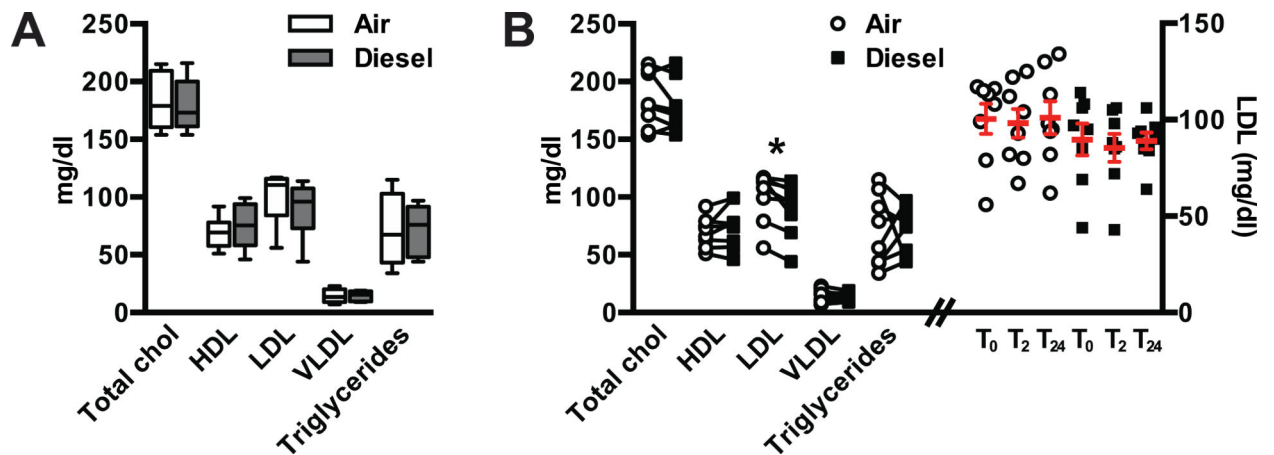 A
mg/dl
250
200
150
100
50
0
Air
Diesel
Total chol
HDL
LDL
VLDL
Triglycerides
B
mg/dl
250
200
150
100
50
0
Air
Diesel
*
Total chol
HDL
LDL
VLDL
Triglycerides
T0 T2 T24 T0 T2 T24
150
100
50
0
LDL (mg/dl)